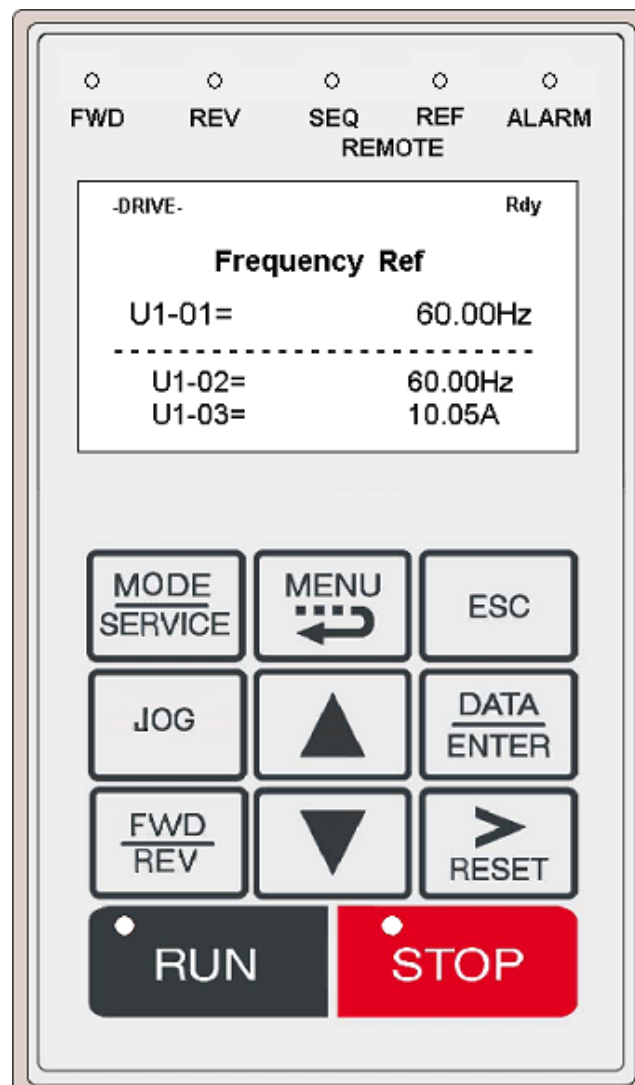 FWD REV SEQ REF ALARM
REMOTE
-DRIVE- Rdy
Frequency Ref
U1-01= 60.00Hz
U1-02= 60.00Hz
U1-03= 10.05A
MODE MENU ESC
SERVICE
JOG DATA
ENTER
FWD
REV RESET
RUN STOP